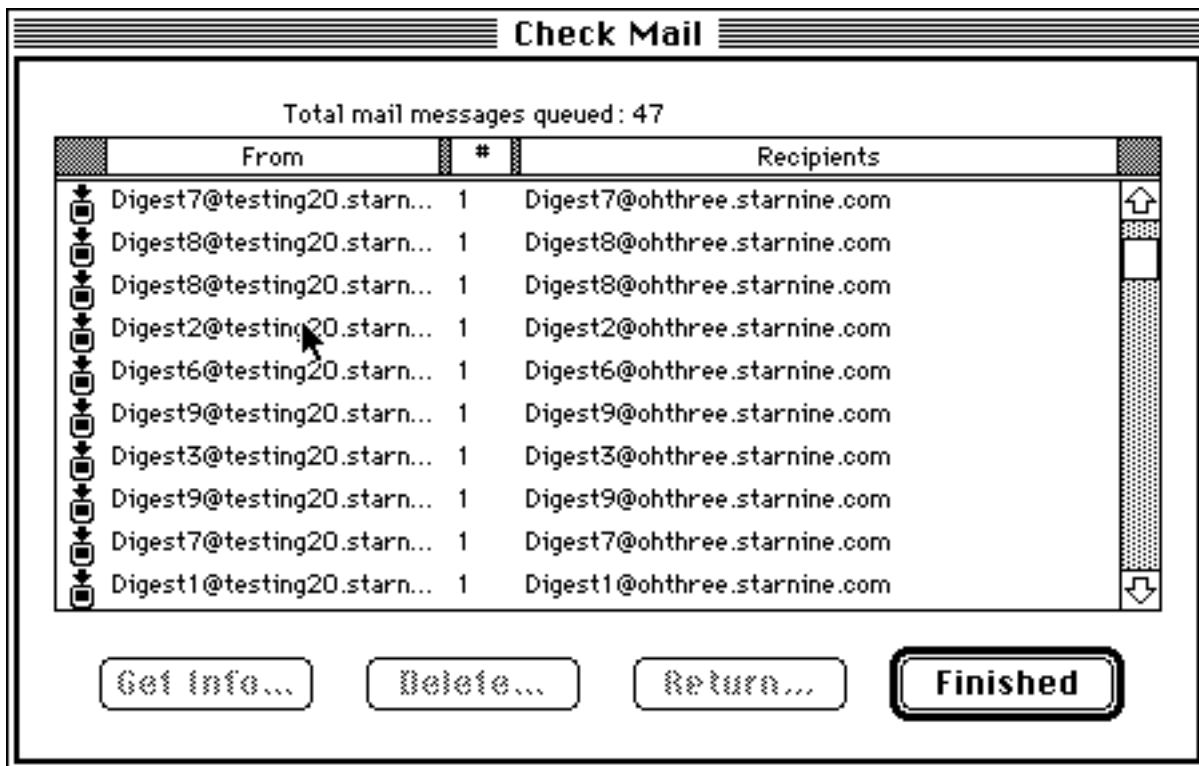 Check Mail
Total mail messages queued: 47
From # Recipients
Digest7@testing20.starn... 1 Digest7@ohthree.starnine.com
Digest8@testing20.starn... 1 Digest8@ohthree.starnine.com
Digest8@testing20.starn... 1 Digest8@ohthree.starnine.com
Digest2@testing20.starn... 1 Digest2@ohthree.starnine.com
Digest6@testing20.starn... 1 Digest6@ohthree.starnine.com
Digest9@testing20.starn... 1 Digest9@ohthree.starnine.com
Digest3@testing20.starn... 1 Digest3@ohthree.starnine.com
Digest9@testing20.starn... 1 Digest9@ohthree.starnine.com
Digest7@testing20.starn... 1 Digest7@ohthree.starnine.com
Digest1@testing20.starn... 1 Digest1@ohthree.starnine.com
Get Info... Delete... Return... Finished